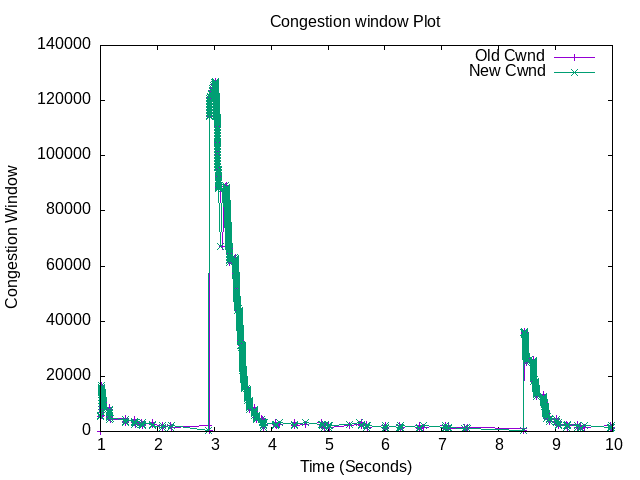 Congestion window Plot
140000
120000
100000
80000
60000
40000
20000
0
Congestion Window
Old Cwnd
New Cwnd
1 2 3 4 5 6 7 8 9 10
Time (Seconds)